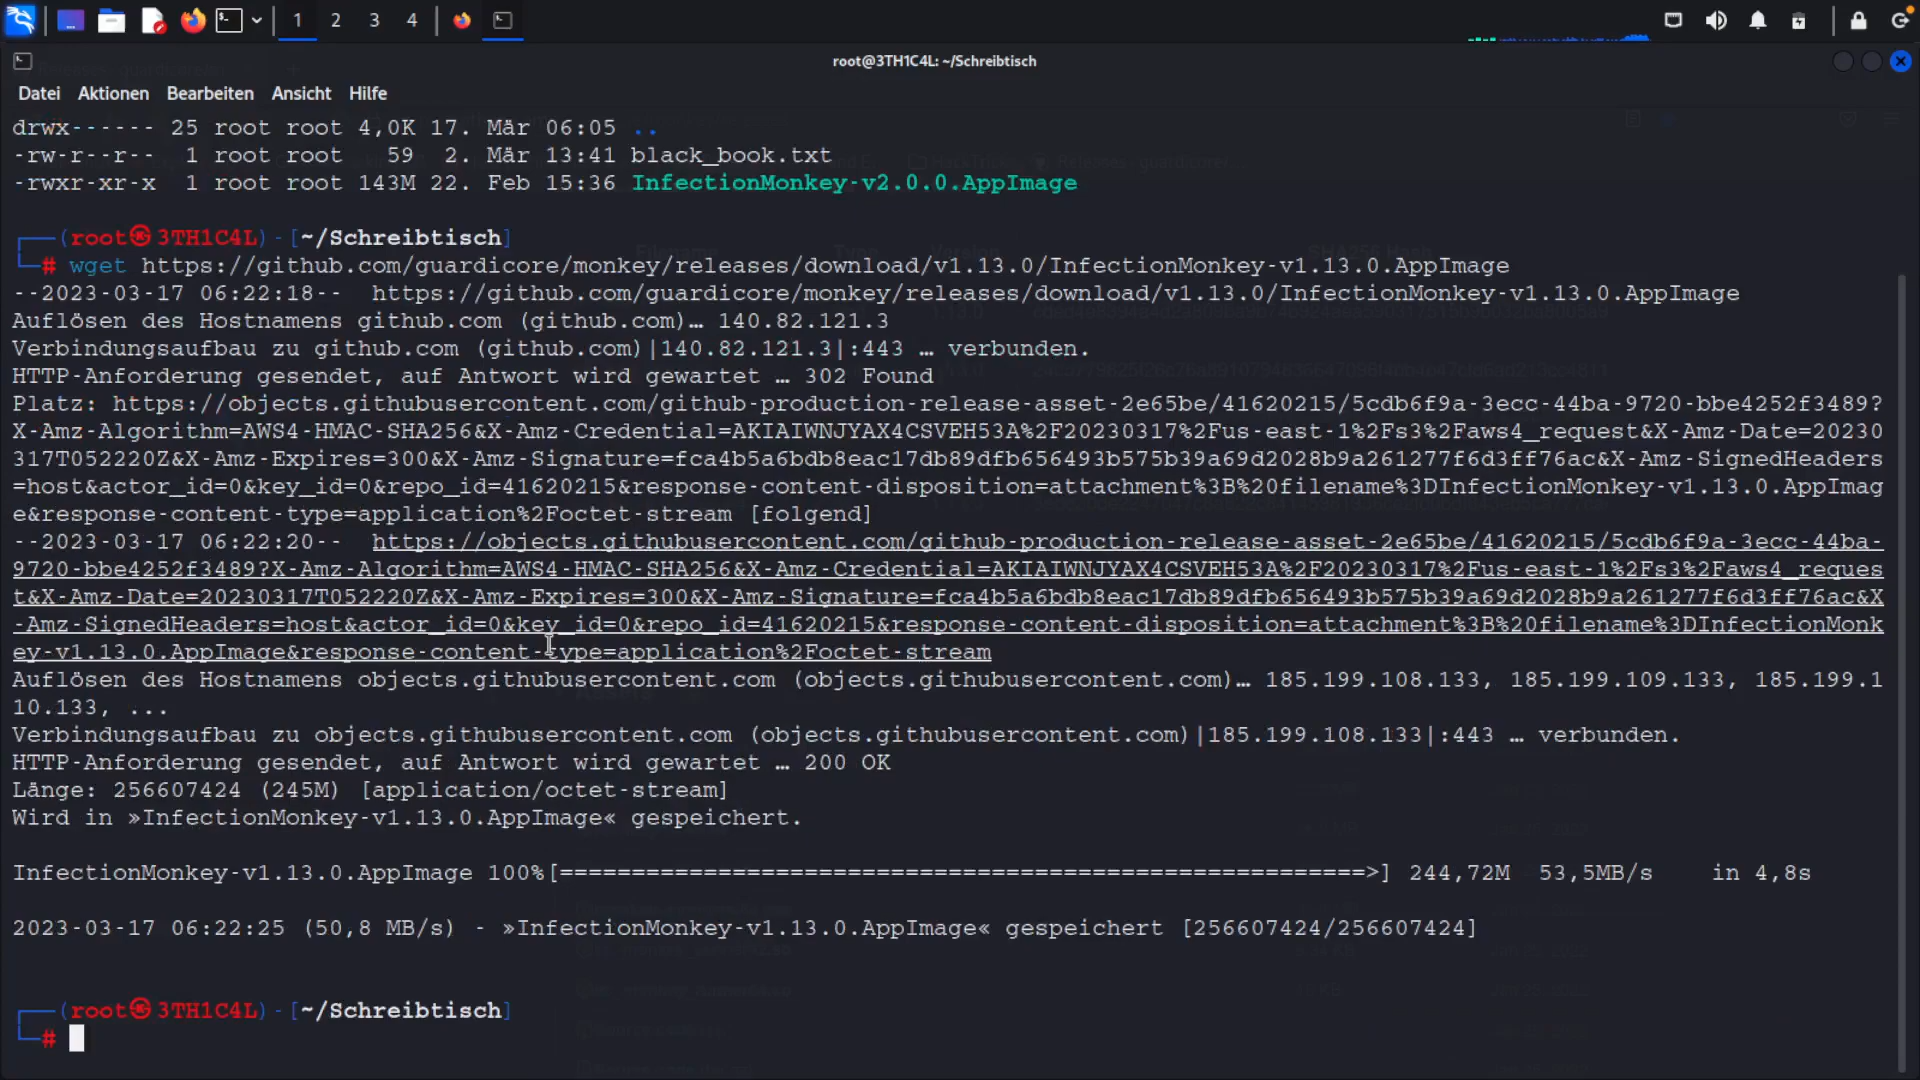 1 2 3 4
root@3TH1C4L: ~/Schreibtisch
Datei Aktionen Bearbeiten Ansicht Hilfe
drwx------ 25 root root 4,0K 17. Mär 06:05 ..
-rw-r--r-- 1 root root 59 2. Mär 13:41 black_book.txt
-rwxr-xr-x 1 root root 143M 22. Feb 15:36 InfectionMonkey-v2.0.0.AppImage
┌──(root㉿3TH1C4L)-[~/Schreibtisch]
└─# wget https://github.com/guardicore/monkey/releases/download/v1.13.0/InfectionMonkey-v1.13.0.AppImage
--2023-03-17 06:22:18-- https://github.com/guardicore/monkey/releases/download/v1.13.0/InfectionMonkey-v1.13.0.AppImage
Auflösen des Hostnamens github.com (github.com)… 140.82.121.3
Verbindungsaufbau zu github.com (github.com)|140.82.121.3|:443 … verbunden.
HTTP-Anforderung gesendet, auf Antwort wird gewartet … 302 Found
Platz: https://objects.githubusercontent.com/github-production-release-asset-2e65be/41620215/5cdb6f9a-3ecc-44ba-9720-bbe4252f3489?
X-Amz-Algorithm=AWS4-HMAC-SHA256&X-Amz-Credential=AKIAIWNJYAX4CSVEH53A%2F20230317%2Fus-east-1%2Fs3%2Faws4_request&X-Amz-Date=20230
317T052220Z&X-Amz-Expires=300&X-Amz-Signature=fca4b5a6bdb8eac17db89dfb656493b575b39a69d2028b9a261277f6d3ff76ac&X-Amz-SignedHeaders
=host&actor_id=0&key_id=0&repo_id=41620215&response-content-disposition=attachment%3B%20filename%3DInfectionMonkey-v1.13.0.AppImag
e&response-content-type=application%2Foctet-stream [folgend]
--2023-03-17 06:22:20-- https://objects.githubusercontent.com/github-production-release-asset-2e65be/41620215/5cdb6f9a-3ecc-44ba-
9720-bbe4252f3489?X-Amz-Algorithm=AWS4-HMAC-SHA256&X-Amz-Credential=AKIAIWNJYAX4CSVEH53A%2F20230317%2Fus-east-1%2Fs3%2Faws4_reques
t&X-Amz-Date=20230317T052220Z&X-Amz-Expires=300&X-Amz-Signature=fca4b5a6bdb8eac17db89dfb656493b575b39a69d2028b9a261277f6d3ff76ac&X
-Amz-SignedHeaders=host&actor_id=0&key_id=0&repo_id=41620215&response-content-disposition=attachment%3B%20filename%3DInfectionMonk
ey-v1.13.0.AppImage&response-content-type=application%2Foctet-stream
Auflösen des Hostnamens objects.githubusercontent.com (objects.githubusercontent.com)… 185.199.108.133, 185.199.109.133, 185.199.1
10.133, ...
Verbindungsaufbau zu objects.githubusercontent.com (objects.githubusercontent.com)|185.199.108.133|:443 … verbunden.
HTTP-Anforderung gesendet, auf Antwort wird gewartet … 200 OK
Länge: 256607424 (245M) [application/octet-stream]
Wird in »InfectionMonkey-v1.13.0.AppImage« gespeichert.
InfectionMonkey-v1.13.0.AppImage 100%[========================================================>] 244,72M 53,5MB/s in 4,8s
2023-03-17 06:22:25 (50,8 MB/s) - »InfectionMonkey-v1.13.0.AppImage« gespeichert [256607424/256607424]
┌──(root㉿3TH1C4L)-[~/Schreibtisch]
└─#